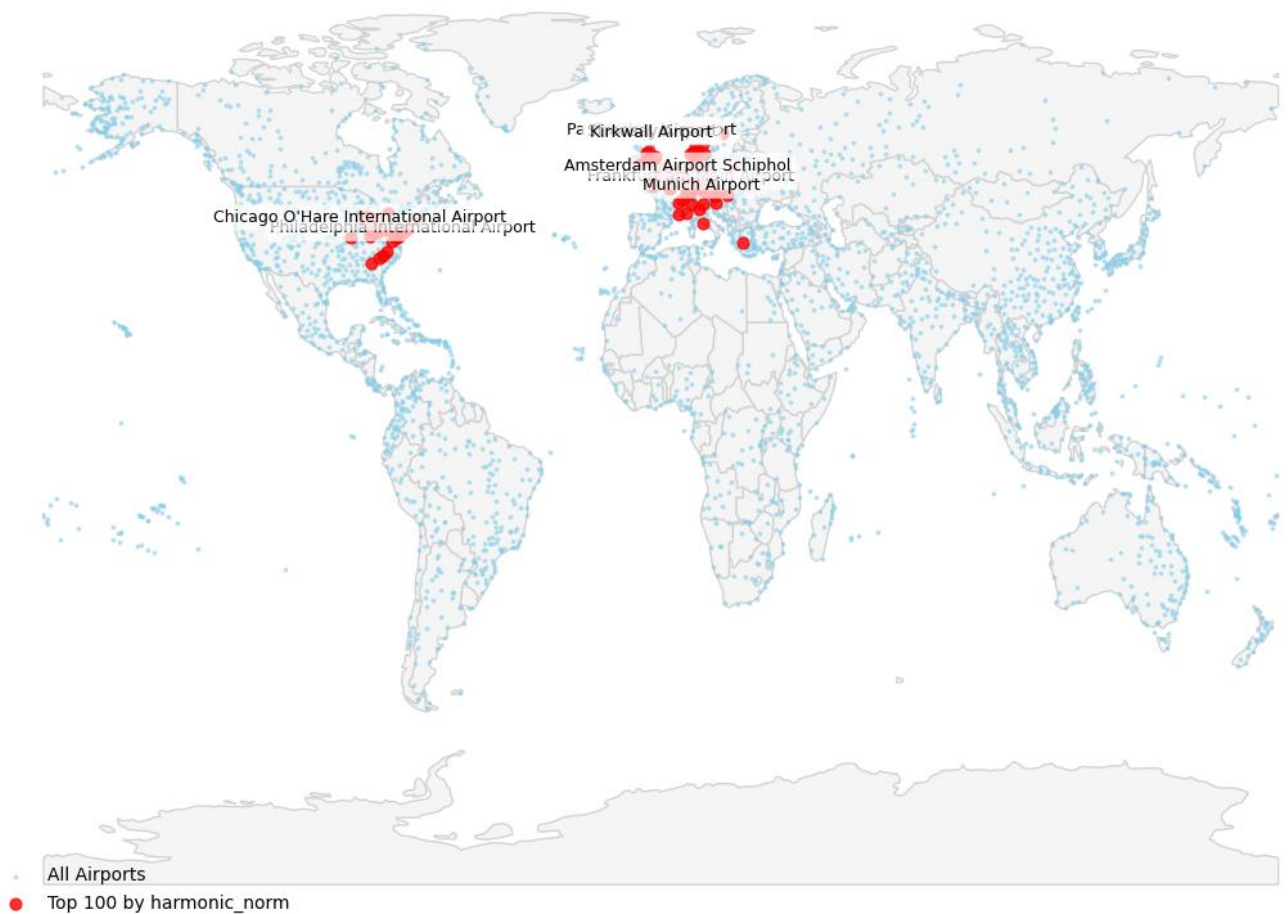 Kirkwall Airport
Amsterdam Airport Schiphol
Munich Airport
Chicago O'Hare International Airport
Philadelphia International Airport
All Airports
Top 100 by harmonic_norm